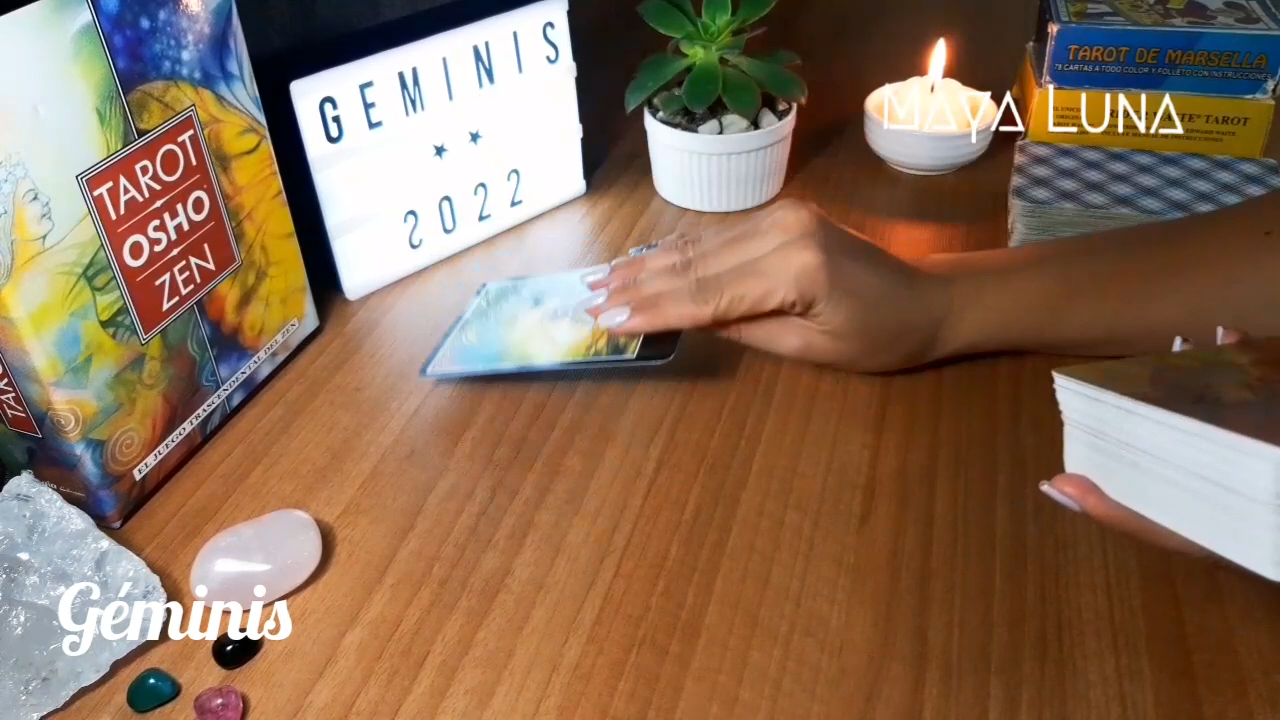 TAROT
OSHO
ZEN
EL JUEGO TRASCENDENTAL DEL ZEN
GEMINIS
2022
MAYA LUNA
TAROT DE MARSELLA
78 CARTAS A TODO COLOR Y FOLLETO CON INSTRUCCIONES
TAROT
Géminis